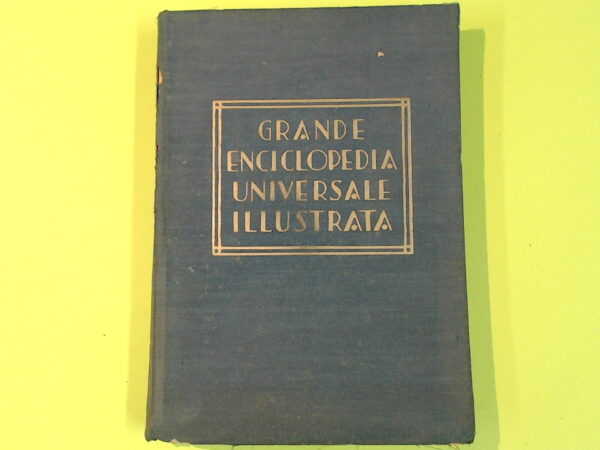 GRANDE
ENCICLOPEDIA
UNIVERSALE
ILLUSTRATA